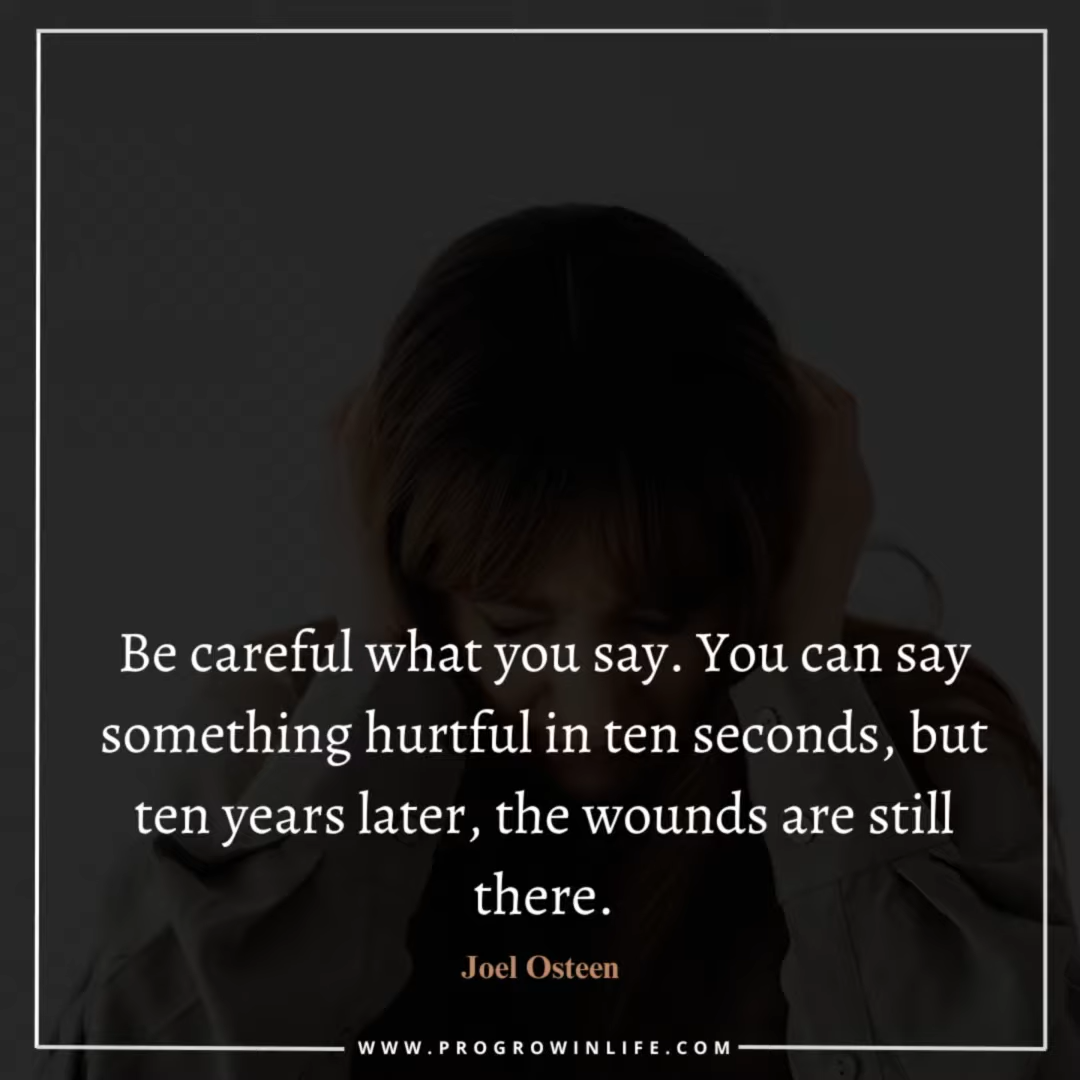 Be careful what you say. You can say
something hurtful in ten seconds, but
ten years later, the wounds are still
there.
Joel Osteen
WWW.PROGROWINLIFE.COM